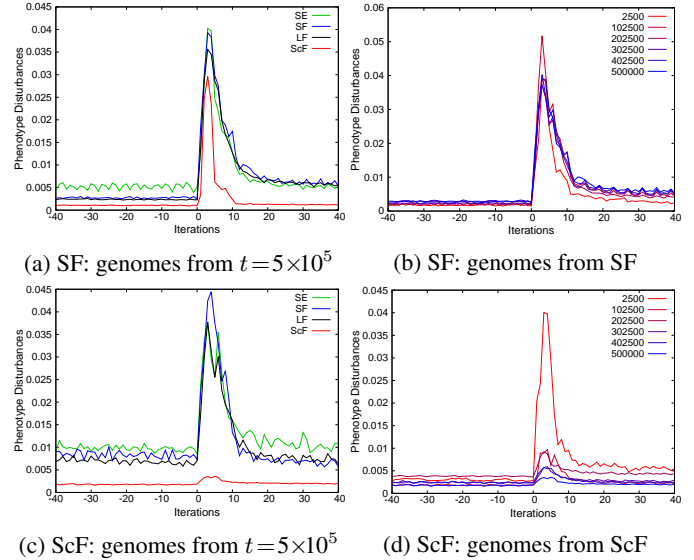 0.045
0.04
0.035
0.03
0.025
0.02
0.015
0.01
0.005
0
Phenotype Disturbances
SE
SF
LF
ScF
-40 -30 -20 -10 0 10 20 30 40
Iterations
(a) SF: genomes from t=5×10^5
0.06
0.05
0.04
0.03
0.02
0.01
0
Phenotype Disturbances
2500
102500
202500
302500
402500
500000
-40 -30 -20 -10 0 10 20 30 40
Iterations
(b) SF: genomes from SF
0.045
0.04
0.035
0.03
0.025
0.02
0.015
0.01
0.005
0
Phenotype Disturbances
SE
SF
LF
ScF
-40 -30 -20 -10 0 10 20 30 40
Iterations
(c) ScF: genomes from t=5×10^5
0.045
0.04
0.035
0.03
0.025
0.02
0.015
0.01
0.005
0
Phenotype Disturbances
2500
102500
202500
302500
402500
500000
-40 -30 -20 -10 0 10 20 30 40
Iterations
(d) ScF: genomes from ScF